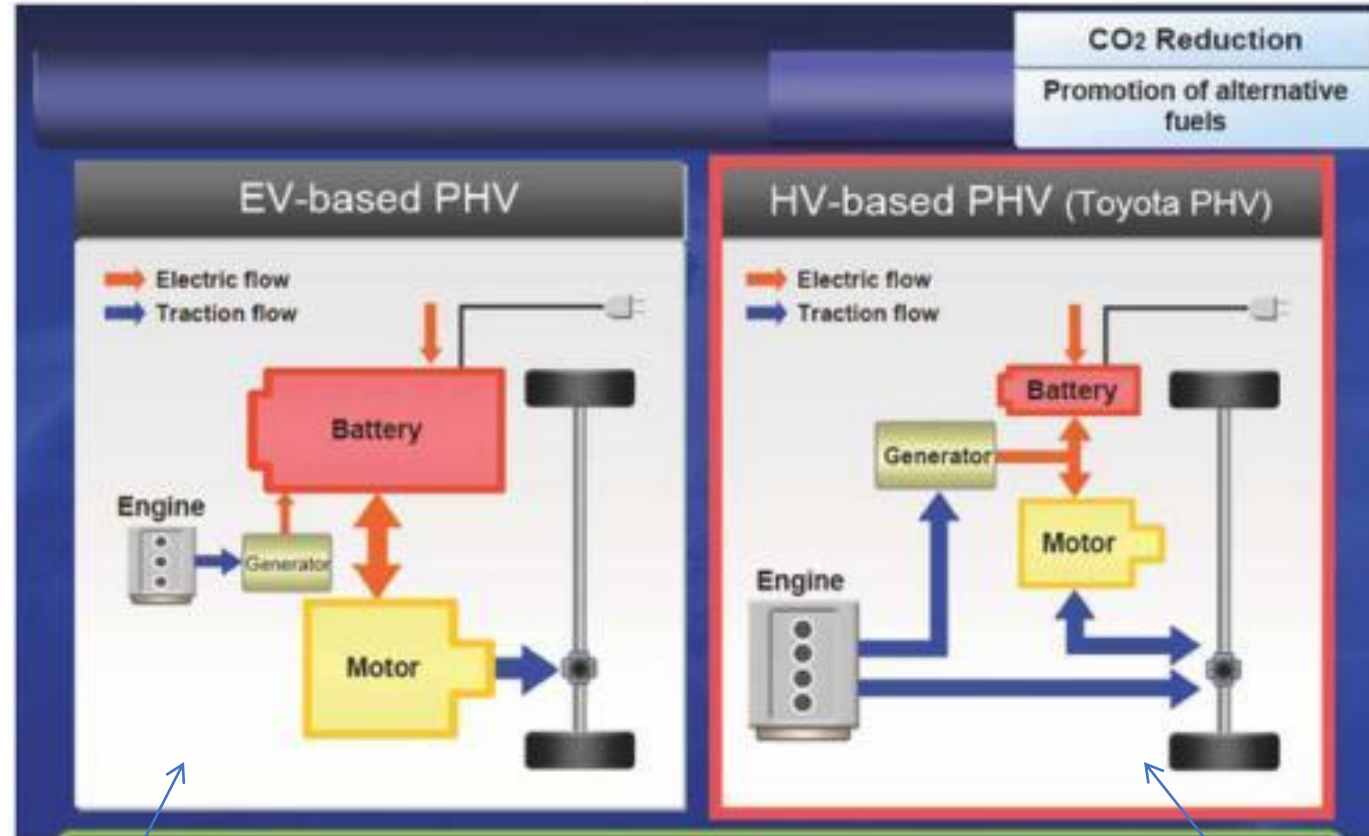 CO2 Reduction
Promotion of alternative
fuels
EV-based PHV
Electric flow
Traction flow
Battery
Engine
Generator
Motor
HV-based PHV (Toyota PHV)
Electric flow
Traction flow
Battery
Generator
Motor
Engine